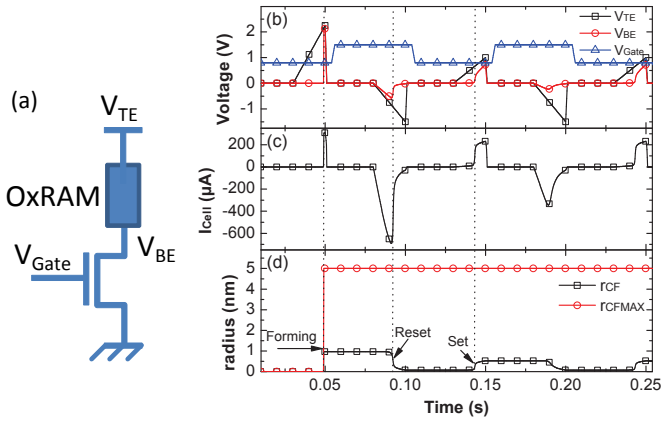 (a)
V_TE
OxRAM
V_Gate
V_BE
(b)
V_TE
V_BE
V_Gate
Voltage (V)
2
1
0
-1
(c)
I_Cell (µA)
200
0
-200
-400
-600
(d)
r_CF
r_CFMAX
radius (nm)
5
4
3
2
1
0
Forming
Reset
Set
0.05 0.10 0.15 0.20 0.25
Time (s)